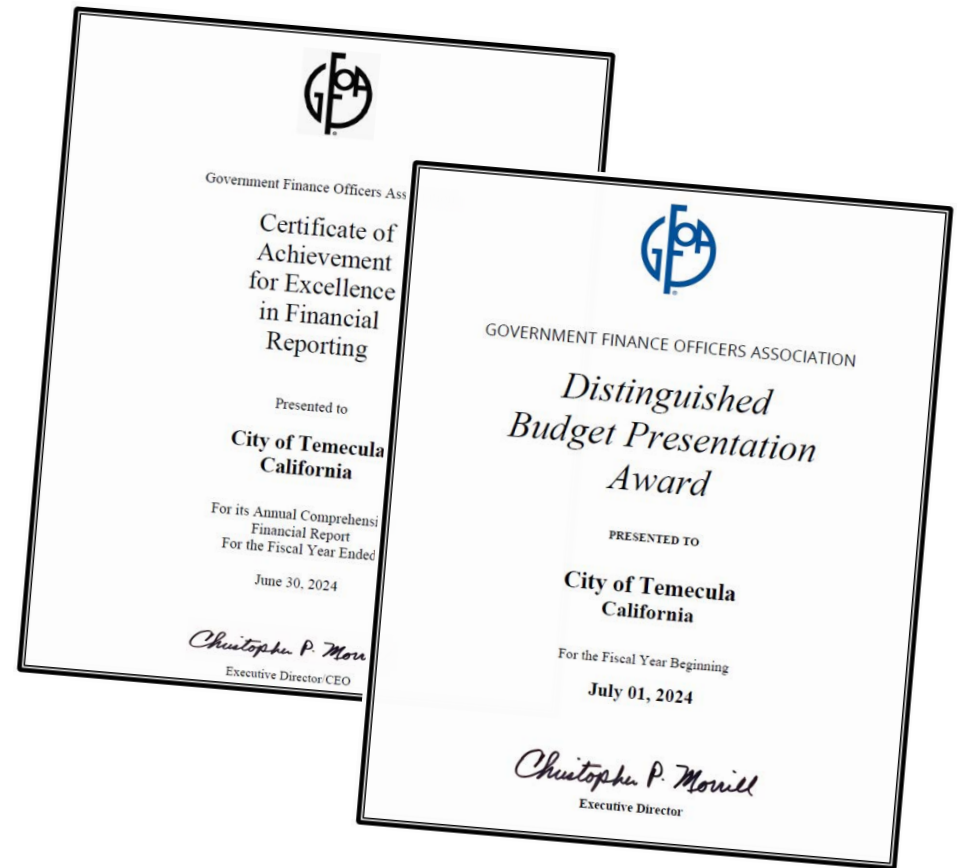 GFOA
Government Finance Officers Ass
Certificate of
Achievement
for Excellence
in Financial
Reporting
Presented to
City of Temecula
California
For its Annual Comprehensi
Financial Report
For the Fiscal Year Ended
June 30, 2024
Christopher P. Morr
Executive Director/CEO
GFOA
GOVERNMENT FINANCE OFFICERS ASSOCIATION
Distinguished
Budget Presentation
Award
PRESENTED TO
City of Temecula
California
For the Fiscal Year Beginning
July 01, 2024
Christopher P. Morrill
Executive Director